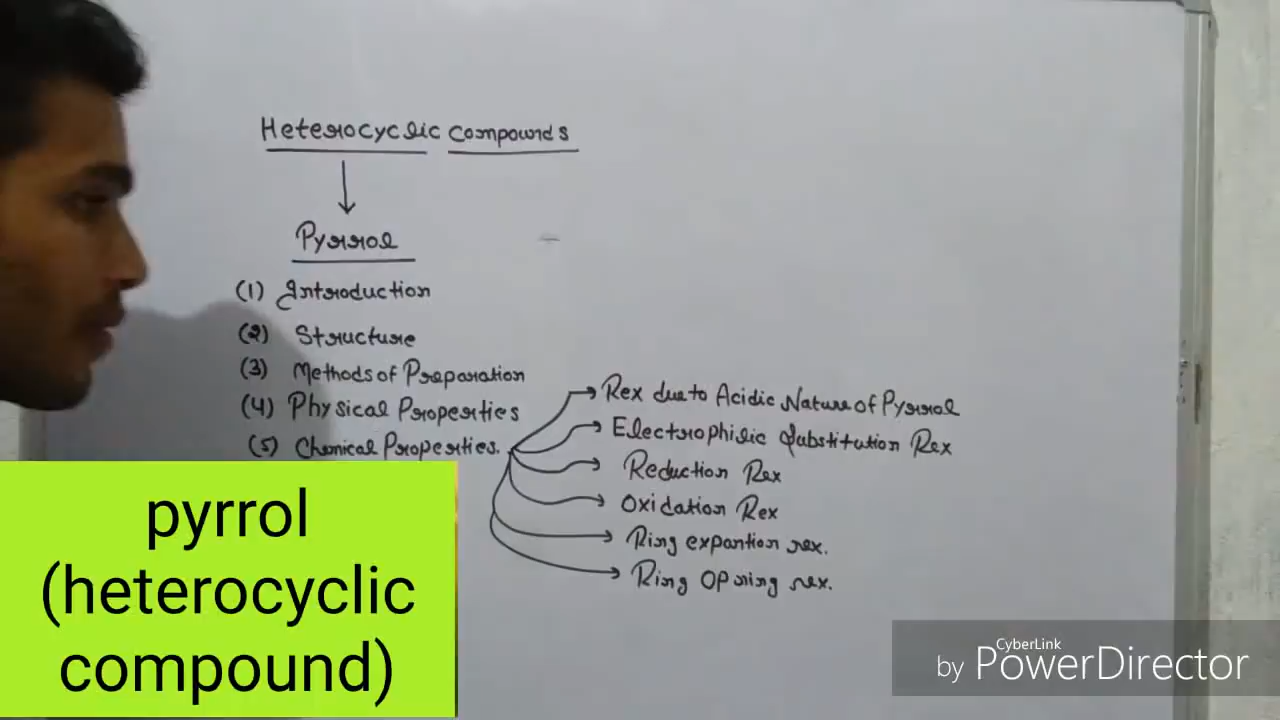 Heterocyclic Compounds
Pyrrol
(1) Introduction
(2) Structure
(3) Methods of Preparation
(4) Physical Properties
(5) Chemical Properties.
Rex due to Acidic Nature of Pyrrol
Electrophilic Substitution Rex
Reduction Rex
Oxidation Rex
Ring expantion rex.
Ring Opning rex.
pyrrol
(heterocyclic
compound)
by CyberLink PowerDirector